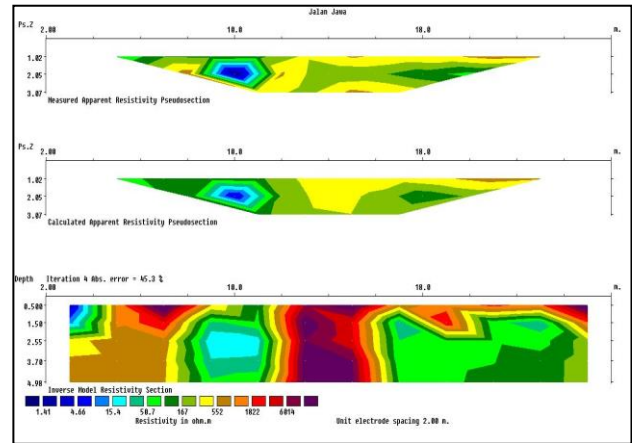 Jalan Jawa
Ps.Z 2.00 10.0 18.0 m.
1.02
2.05
3.07
Measured Apparent Resistivity Pseudosection
Ps.Z 2.00 10.0 18.0 m.
1.02
2.05
3.07
Calculated Apparent Resistivity Pseudosection
Depth Iteration 4 Abs. error = 45.3 %
2.00 10.0 18.0 m.
0.500
1.50
2.55
3.70
4.98
Inverse Model Resistivity Section
1.41 4.66 15.4 50.7 167 552 1822 6014
Resistivity in ohm.m Unit electrode spacing 2.00 m.